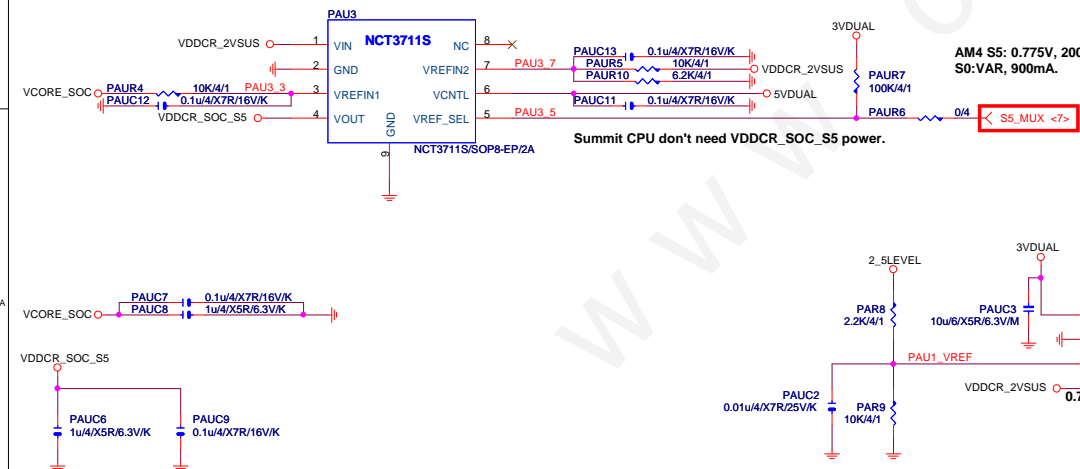 PAU3
NCT3711S
VDDCR_2VSUS
1
VIN
NC
8
2
GND
VREFIN2
7
PAU3_7
PAUC13
0.1u/4/X7R/16V/K
PAUR5
10K/4/1
PAUR10
6.2K/4/1
VDDCR_2VSUS
VCORE_SOC
PAUR4
10K/4/1
PAU3_3
3
VREFIN1
VCNTL
6
5VDUAL
PAUC12
0.1u/4/X7R/16V/K
PAUC11
0.1u/4/X7R/16V/K
VDDCR_SOC_S5
4
VOUT
GND
VREF_SEL
5
PAU3_5
9
NCT3711S/SOP8-EP/2A
3VDUAL
PAUR7
100K/4/1
PAUR6
0/4
S5_MUX <7>
AM4 S5: 0.775V, 200
S0:VAR, 900mA.
Summit CPU don't need VDDCR_SOC_S5 power.
A
VCORE_SOC
PAUC7
0.1u/4/X7R/16V/K
PAUC8
1u/4/X5R/6.3V/K
VDDCR_SOC_S5
PAUC6
1u/4/X5R/6.3V/K
PAUC9
0.1u/4/X7R/16V/K
2_5LEVEL
PAR8
2.2K/4/1
3VDUAL
PAUC3
10u/6/X5R/6.3V/M
PAU1_VREF
PAUC2
0.01u/4/X7R/25V/K
PAR9
10K/4/1
VDDCR_2VSUS
0.7
w w w